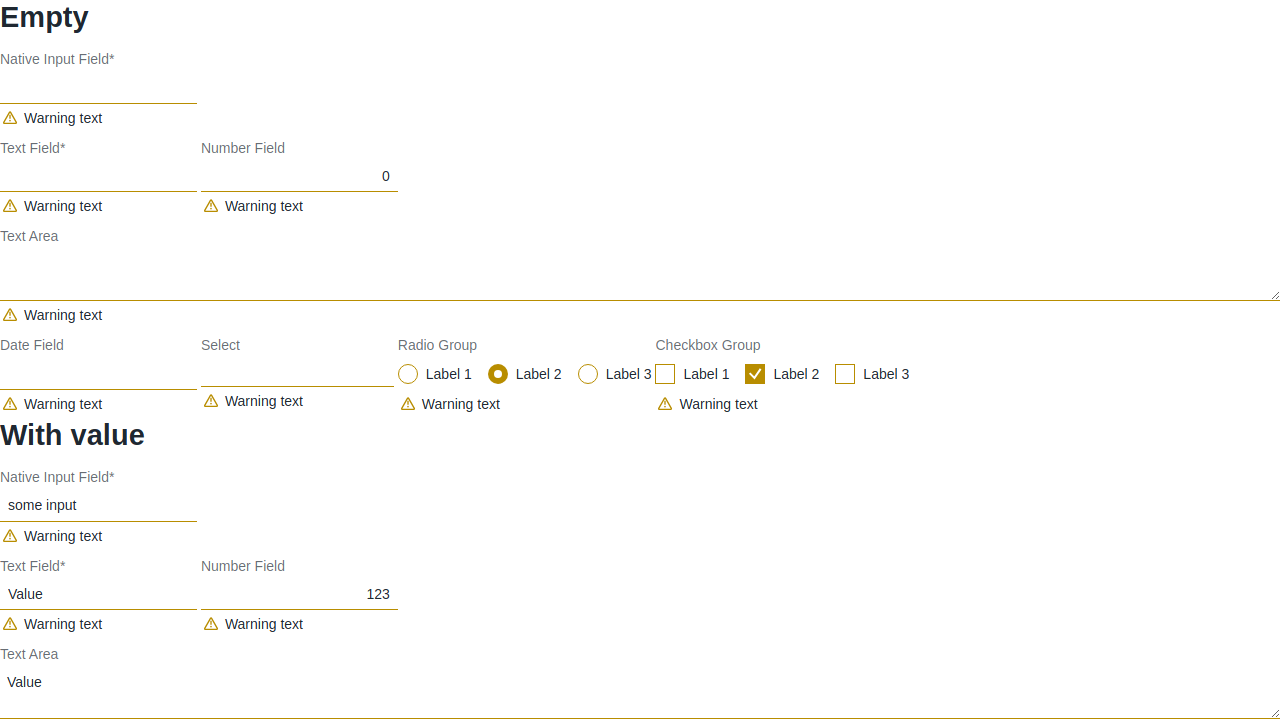 Empty
Native Input Field*
Warning text
Text Field* Number Field
0
Warning text Warning text
Text Area
Warning text
Date Field Select Radio Group Checkbox Group
Label 1 Label 2 Label 3 Label 1 Label 2 Label 3
Warning text Warning text Warning text Warning text
With value
Native Input Field*
some input
Warning text
Text Field* Number Field
Value 123
Warning text Warning text
Text Area
Value